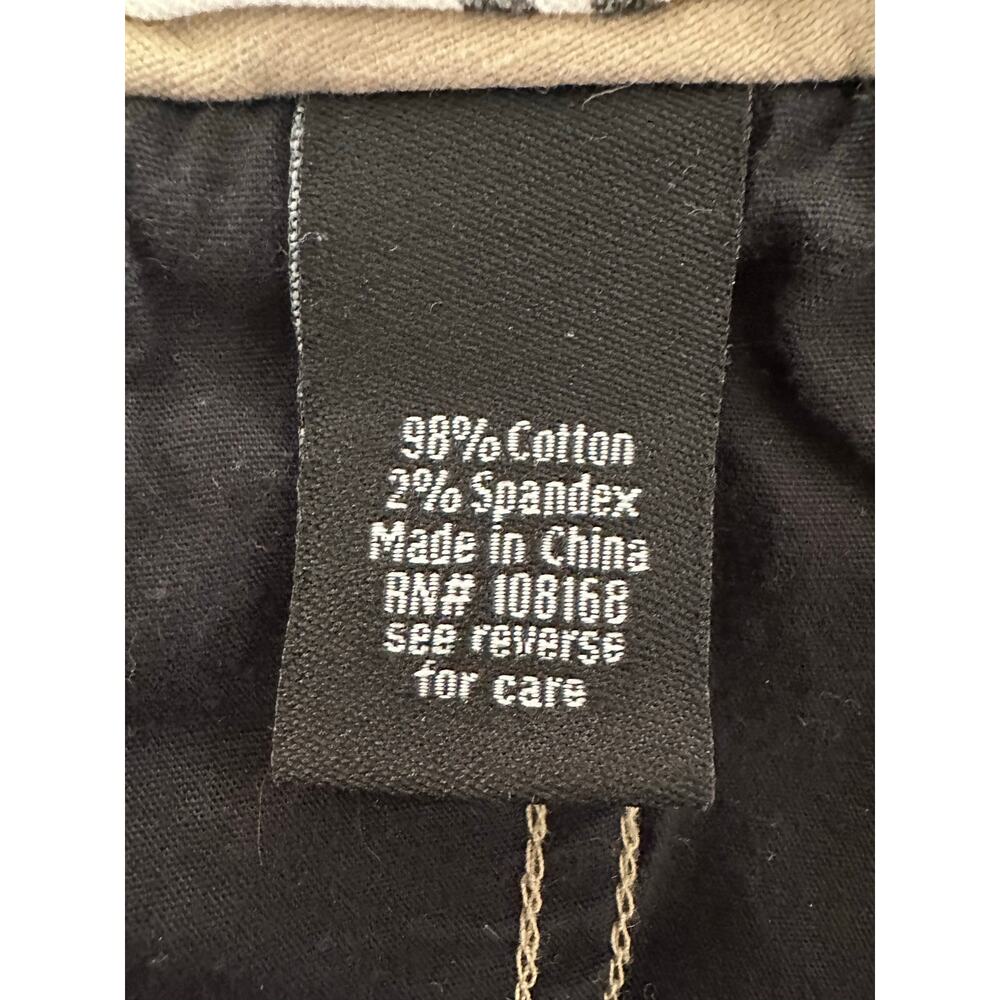 98% Cotton
2% Spandex
Made in China
RN# 108168
see reverse
for care